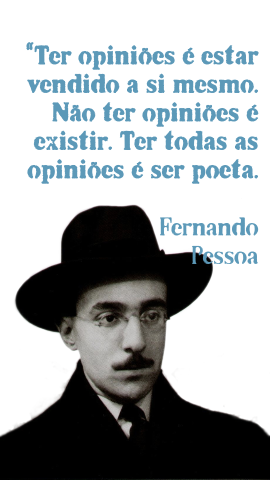 “Ter opiniões é estar
vendido a si mesmo.
Não ter opiniões é
existir. Ter todas as
opiniões é ser poeta.
Fernando
Pessoa